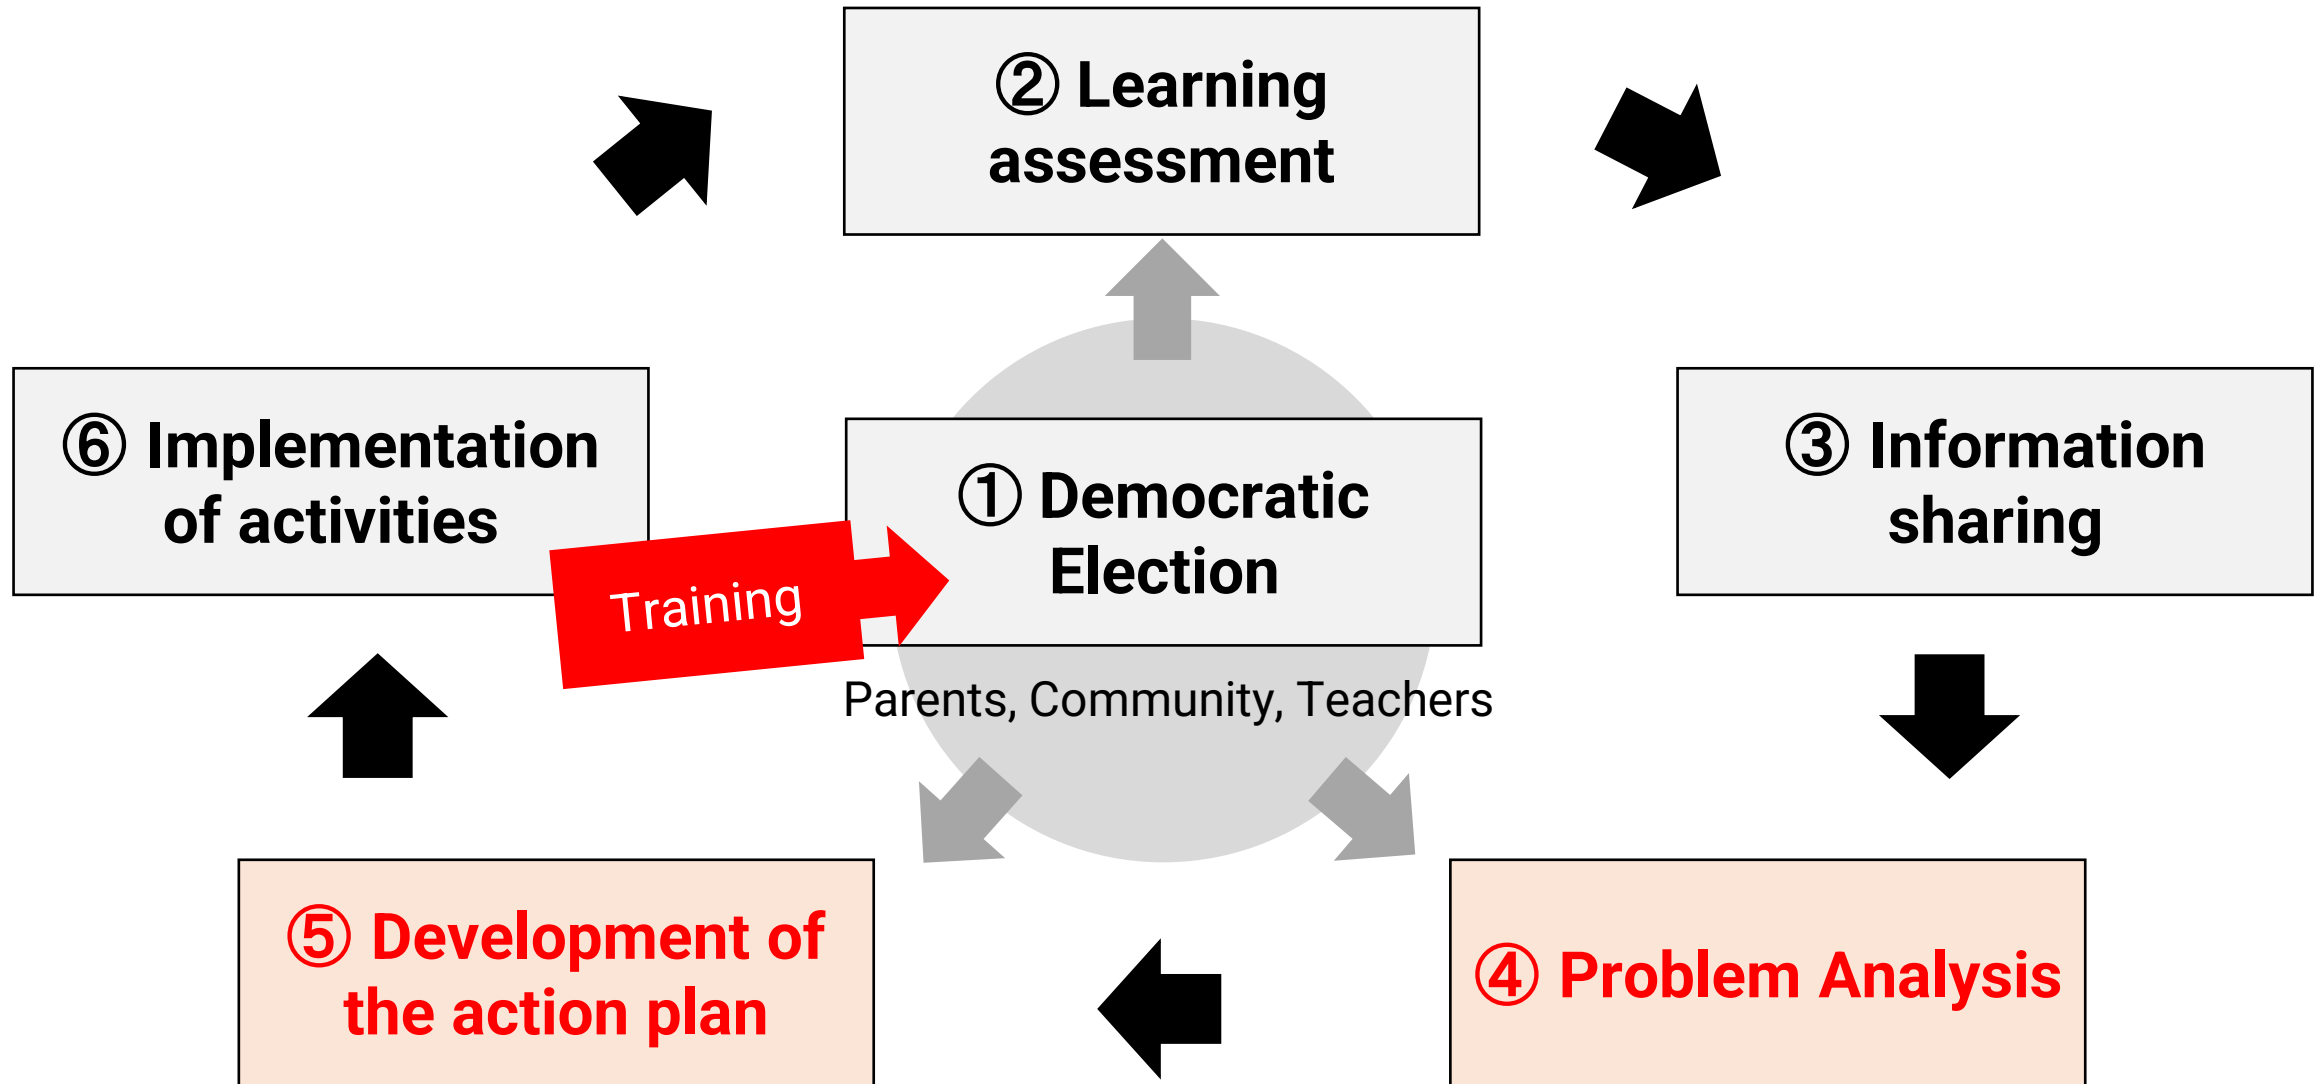 ② Learning
assessment
⑥ Implementation
of activities
① Democratic
Election
③ Information
sharing
Training
Parents, Community, Teachers
⑤ Development of
the action plan
④ Problem Analysis